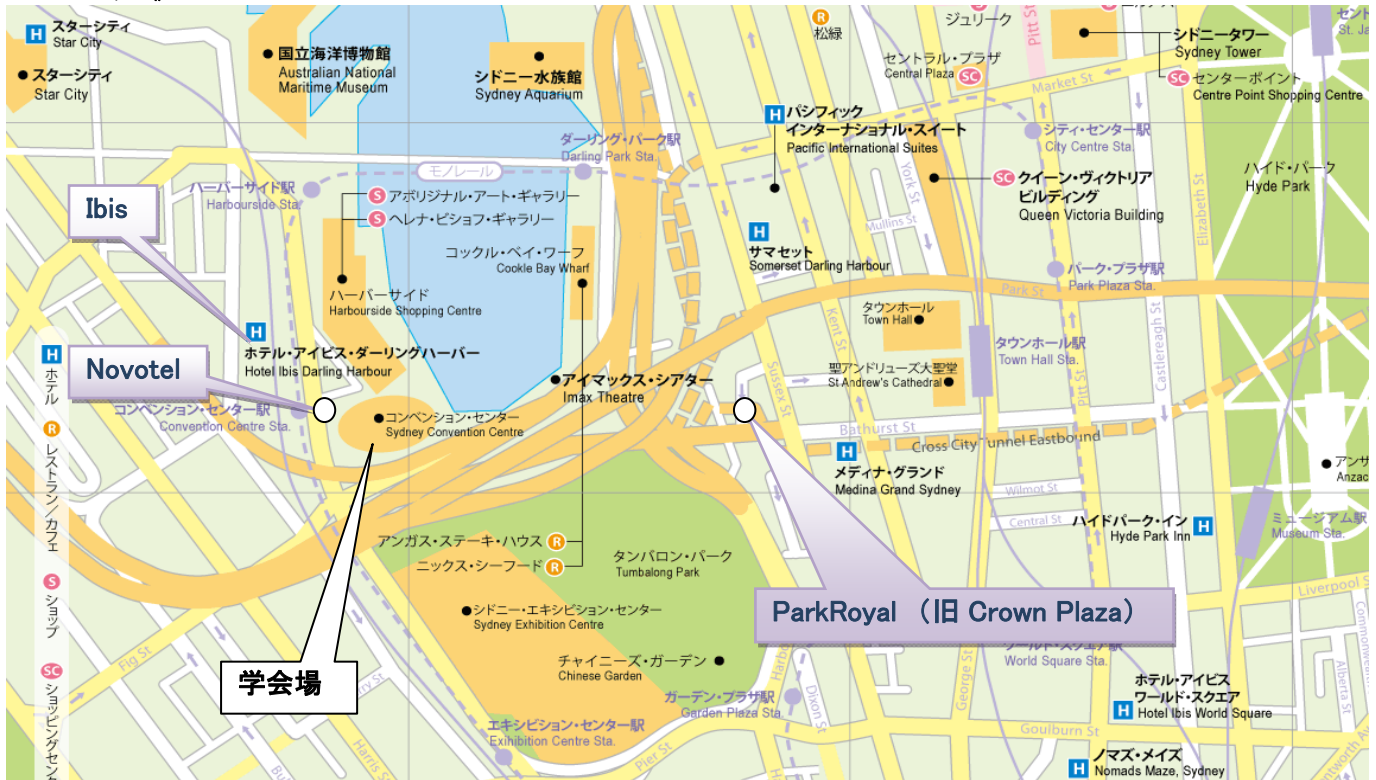 スターシティ
Star City
スターシティ
Star City
国立海洋博物館
Australian National
Maritime Museum
シドニー水族館
Sydney Aquarium
松緑
ジュリーク
セントラル・プラザ
Central Plaza
Pitt St
Market St
シドニータワー
Sydney Tower
センターポイント
Centre Point Shopping Centre
パシフィック
インターナショナル・スイート
Pacific International Suites
シティ・センター駅
City Centre Sta.
ダーリング・パーク駅
Darling Park Sta.
モノレール
ハーバーサイド駅
Harbourside Sta.
アボリジナル・アート・ギャラリー
ヘレナ・ビショフ・ギャラリー
コックル・ベイ・ワーフ
Cookle Bay Wharf
ハーバーサイド
Harbourside Shopping Centre
Ibis
York St
クイーン・ヴィクトリア
ビルディング
Queen Victoria Building
ハイド・パーク
Hyde Park
Elizabeth St
Mullins St
サマセット
Somerset Darling Harbour
パーク・プラザ駅
Park Plaza Sta.
Park St
Castlereagh St
タウンホール
Town Hall
タウンホール駅
Town Hall Sta.
聖アンドリューズ大聖堂
St Andrew's Cathedral
Kent St
Sussex St
Pitt St
ホテル・アイビス・ダーリングハーバー
Hotel Ibis Darling Harbour
Novotel
コンベンション・センター駅
Convention Centre Sta.
コンベンション・センター
Sydney Convention Centre
アイマックス・シアター
Imax Theatre
Bathurst St
Cross City Tunnel Eastbound
メディナ・グランド
Medina Grand Sydney
Wilmot St
Central St
ハイドパーク・イン
Hyde Park Inn
ミュージアム駅
Museum Sta.
Liverpool S
アンガス・ステーキ・ハウス
ニックス・シーフード
タンバロン・パーク
Tumbalong Park
ParkRoyal （旧 Crown Plaza）
シドニー・エキシビション・センター
Sydney Exhibition Centre
チャイニーズ・ガーデン
Chinese Garden
学会場
Fig St
Harris St
ガーデン・プラザ駅
Garden Plaza Sta
エキシビション・センター駅
Exihibition Centre Sta.
Pier St
Dixon St
George St
World Square Sta.
ホテル・アイビス
ワールド・スクエア
Hotel Ibis World Square
Goulburn St
Alberta St
ノマズ・メイズ
Nomads Maze, Sydney
H ホテル
R レストラン／カフェ
S ショップ
SC ショッピングセンタ